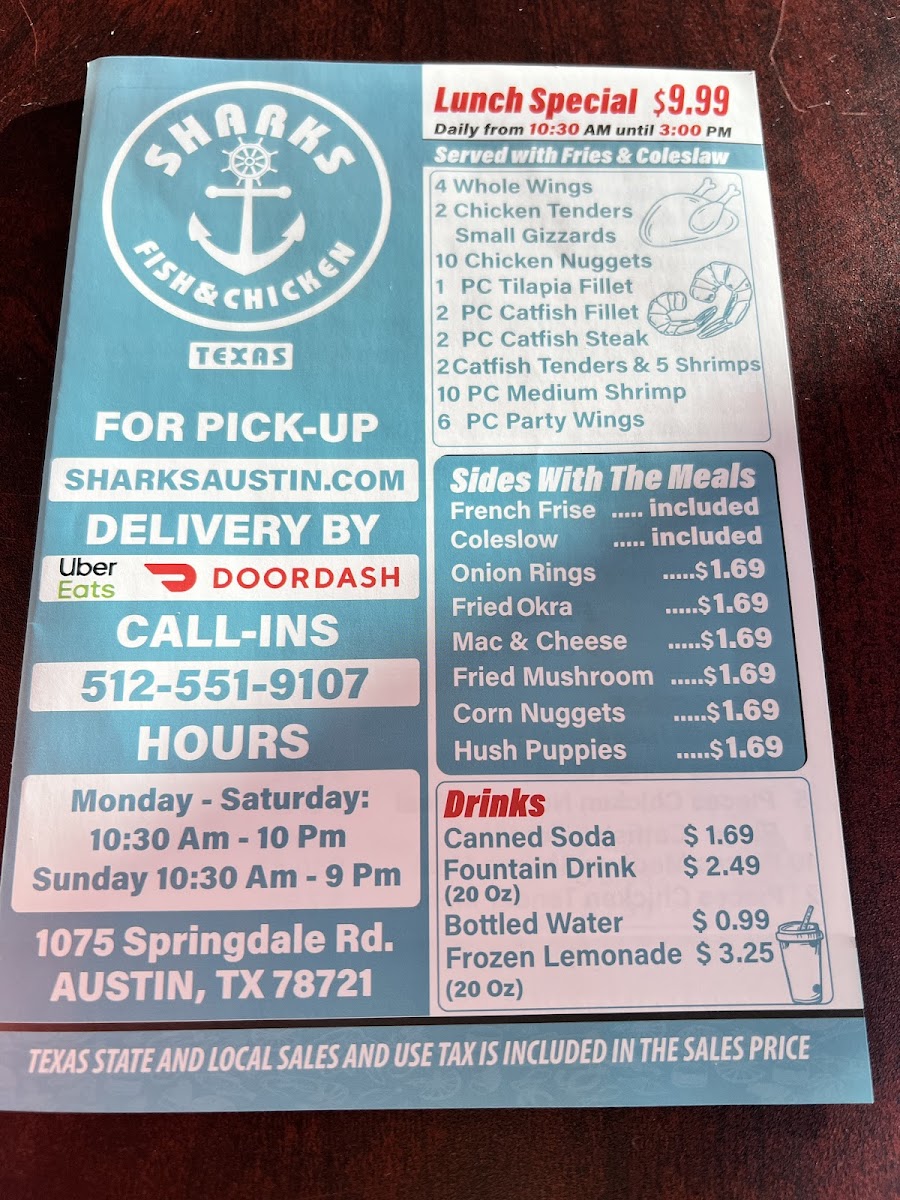 SHARKS
FISH & CHICKEN
TEXAS
FOR PICK-UP
SHARKSAUSTIN.COM
DELIVERY BY
Uber
Eats
DOORDASH
CALL-INS
512-551-9107
HOURS
Monday - Saturday:
10:30 Am - 10 Pm
Sunday 10:30 Am - 9 Pm
1075 Springdale Rd.
AUSTIN, TX 78721
Lunch Special $9.99
Daily from 10:30 AM until 3:00 PM
Served with Fries & Coleslaw
4 Whole Wings
2 Chicken Tenders
Small Gizzards
10 Chicken Nuggets
1 PC Tilapia Fillet
2 PC Catfish Fillet
2 PC Catfish Steak
2 Catfish Tenders & 5 Shrimps
10 PC Medium Shrimp
6 PC Party Wings
Sides With The Meals
French Frise ..... included
Coleslow ..... included
Onion Rings .....$1.69
Fried Okra .....$1.69
Mac & Cheese .....$1.69
Fried Mushroom .....$1.69
Corn Nuggets .....$1.69
Hush Puppies .....$1.69
Drinks
Canned Soda $ 1.69
Fountain Drink $ 2.49
(20 Oz)
Bottled Water $ 0.99
Frozen Lemonade $ 3.25
(20 Oz)
TEXAS STATE AND LOCAL SALES AND USE TAX IS INCLUDED IN THE SALES PRICE